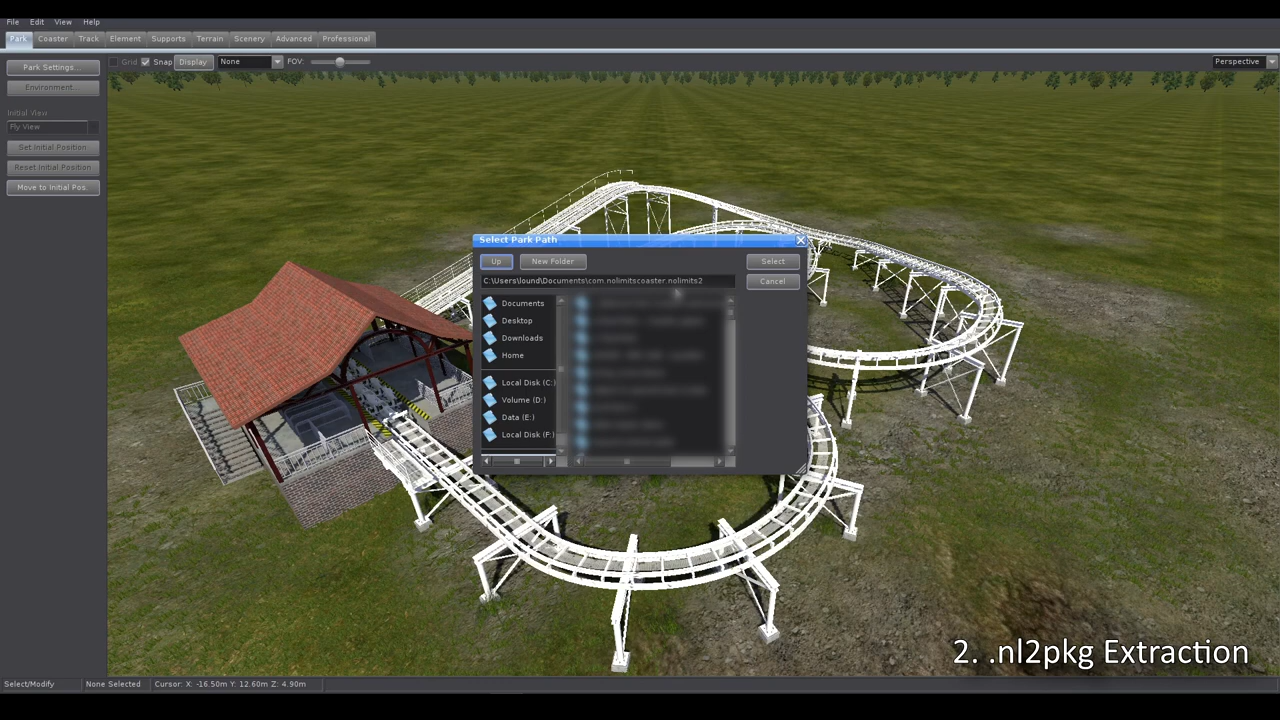 File Edit View Help
Park Coaster Track Element Supports Terrain Scenery Advanced Professional
Grid Snap Display None FOV: Perspective
Park Settings...
Environment...
Initial View
Fly View
Set Initial Position
Reset Initial Position
Move to Initial Pos.
Select Park Path
Up New Folder Select
C:\Users\lound\Documents\com.nolimitscoaster.nolimits2 Cancel
Documents
Desktop
Downloads
Home
Local Disk (C:
Volume (D:)
Data (E:)
Local Disk (F:)
2. .nl2pkg Extraction
Select/Modify None Selected Cursor: X: -16.50m Y: 12.60m Z: 4.90m